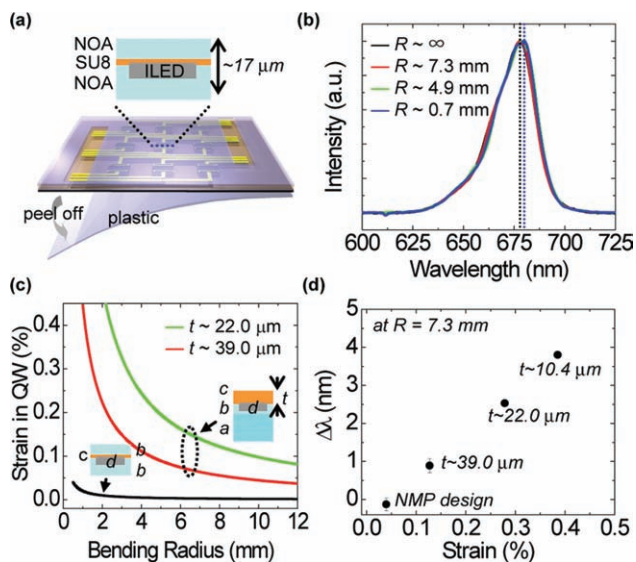 (a)
NOA
SU8
NOA
ILED
~17 μm
peel off
plastic
(b)
Intensity (a.u.)
R ~ ∞
R ~ 7.3 mm
R ~ 4.9 mm
R ~ 0.7 mm
600 625 650 675 700 725
Wavelength (nm)
(c)
Strain in QW (%)
0.4
0.3
0.2
0.1
0.0
t ~ 22.0 μm
t ~ 39.0 μm
c
b
a
d
t
c
d
b
b
0 2 4 6 8 10 12
Bending Radius (mm)
(d)
Δλ (nm)
5
4
3
2
1
0
at R = 7.3 mm
t~10.4 μm
t~22.0 μm
t~39.0 μm
NMP design
0.0 0.1 0.2 0.3 0.4 0.5
Strain (%)